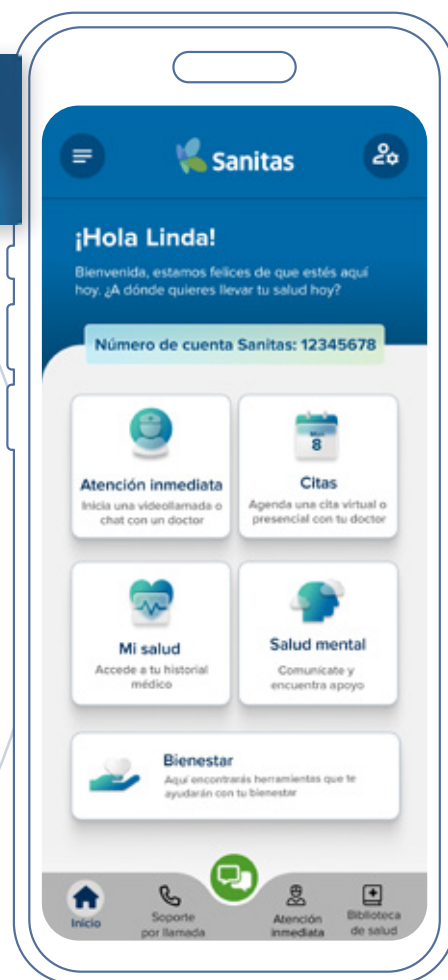 Sanitas
¡Hola Linda!
Bienvenida, estamos felices de que estés aquí
hoy. ¿A dónde quieres llevar tu salud hoy?
Número de cuenta Sanitas: 12345678
8
Atención inmediata
Inicia una videollamada o
chat con un doctor
Citas
Agenda una cita virtual o
presencial con tu doctor
Mi salud
Accede a tu historial
médico
Salud mental
Comunícate y
encuentra apoyo
Bienestar
Aquí encontrarás herramientas que te
ayudarán con tu bienestar
Inicio
Soporte
por llamada
Atención
inmediata
Biblioteca
de salud